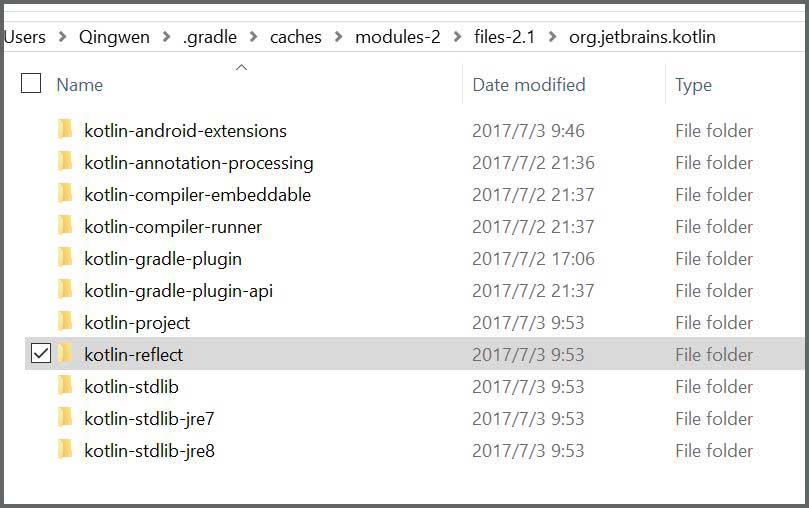 Users > Qingwen > .gradle > caches > modules-2 > files-2.1 > org.jetbrains.kotlin
Name Date modified Type
kotlin-android-extensions 2017/7/3 9:46 File folder
kotlin-annotation-processing 2017/7/2 21:36 File folder
kotlin-compiler-embeddable 2017/7/2 21:37 File folder
kotlin-compiler-runner 2017/7/2 21:37 File folder
kotlin-gradle-plugin 2017/7/2 17:06 File folder
kotlin-gradle-plugin-api 2017/7/2 21:37 File folder
kotlin-project 2017/7/3 9:53 File folder
kotlin-reflect 2017/7/3 9:53 File folder
kotlin-stdlib 2017/7/3 9:53 File folder
kotlin-stdlib-jre7 2017/7/3 9:53 File folder
kotlin-stdlib-jre8 2017/7/3 9:53 File folder